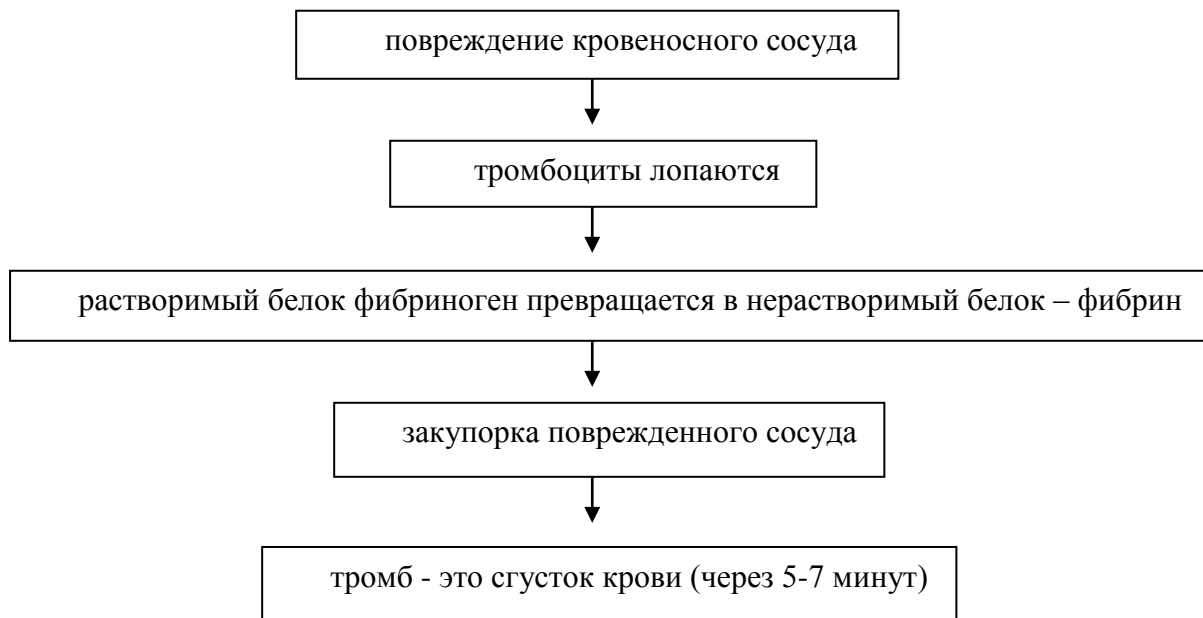 повреждение кровеносного сосуда
тромбоциты лопаются
растворимый белок фибриноген превращается в нерастворимый белок – фибрин
закупорка поврежденного сосуда
тромб - это сгусток крови (через 5-7 минут)